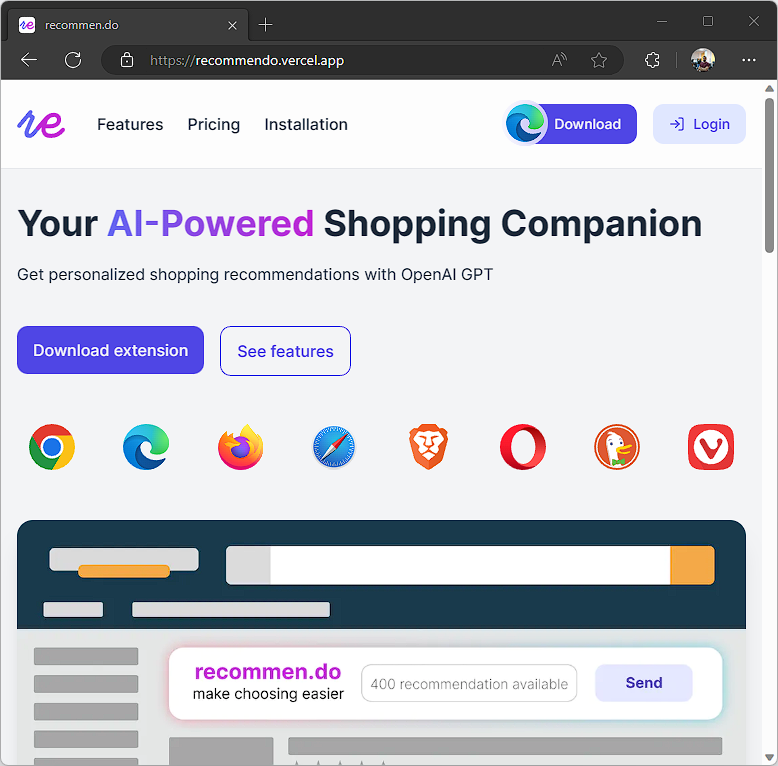 recommen.do
https://recommendo.vercel.app
re
Features
Pricing
Installation
Download
Login
Your AI-Powered Shopping Companion
Get personalized shopping recommendations with OpenAI GPT
Download extension
See features
recommen.do
make choosing easier
400 recommendation available
Send